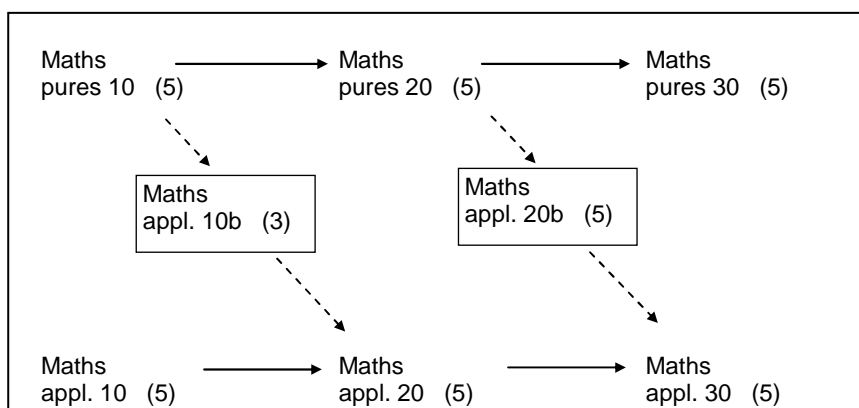 Maths
pures 10 (5)
Maths
pures 20 (5)
Maths
pures 30 (5)
Maths
appl. 10b (3)
Maths
appl. 20b (5)
Maths
appl. 10 (5)
Maths
appl. 20 (5)
Maths
appl. 30 (5)